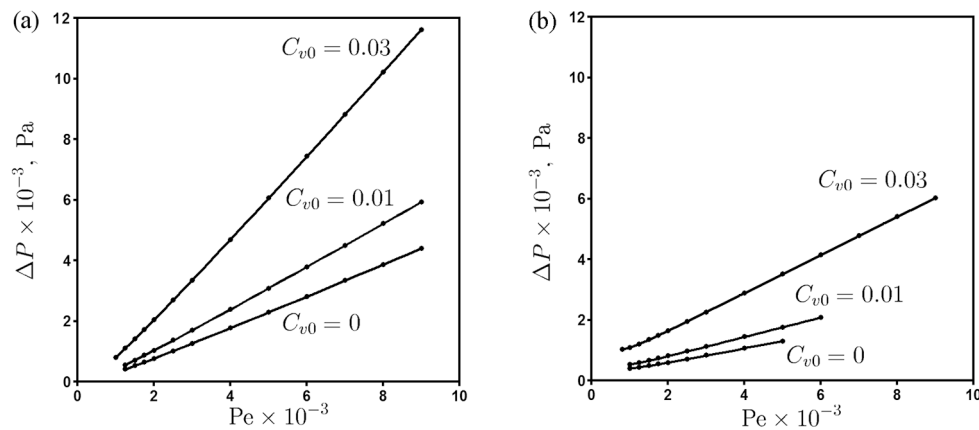 (a)
12
10
8
6
4
2
0
ΔP × 10⁻³, Pa
C_{v0} = 0.03
C_{v0} = 0.01
C_{v0} = 0
0 2 4 6 8 10
Pe × 10⁻³
(b)
12
10
8
6
4
2
0
ΔP × 10⁻³, Pa
C_{v0} = 0.03
C_{v0} = 0.01
C_{v0} = 0
0 2 4 6 8 10
Pe × 10⁻³